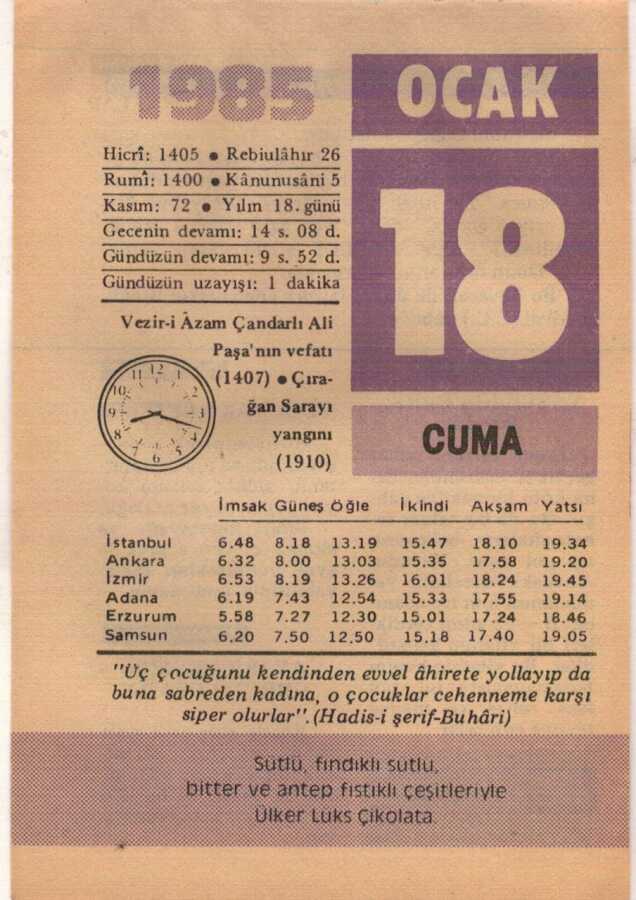 1985
OCAK
Hicrî: 1405 • Rebiulâhır 26
Rumî: 1400 • Kânunusâni 5
Kasım: 72 • Yılın 18. günü
Gecenin devamı: 14 s. 08 d.
Gündüzün devamı: 9 s. 52 d.
Gündüzün uzayışı: 1 dakika
18
Vezir-i Âzam Çandarlı Ali
Paşa'nın vefatı
(1407) • Çıra-
ğan Sarayı
yangını
(1910)
CUMA
İmsak Güneş Öğle İkindi Akşam Yatsı
İstanbul 6.48 8.18 13.19 15.47 18.10 19.34
Ankara 6.32 8.00 13.03 15.35 17.58 19.20
İzmir 6.53 8.19 13.26 16.01 18.24 19.45
Adana 6.19 7.43 12.54 15.33 17.55 19.14
Erzurum 5.58 7.27 12.30 15.01 17.24 18.46
Samsun 6.20 7.50 12.50 15.18 17.40 19.05
"Üç çocuğunu kendinden evvel âhirete yollayıp da
buna sabreden kadına, o çocuklar cehenneme karşı
siper olurlar". (Hadis-i şerif-Buhâri)
Sütlü, fındıklı sütlü,
bitter ve antep fıstıklı çeşitleriyle
Ülker Lüks Çikolata.